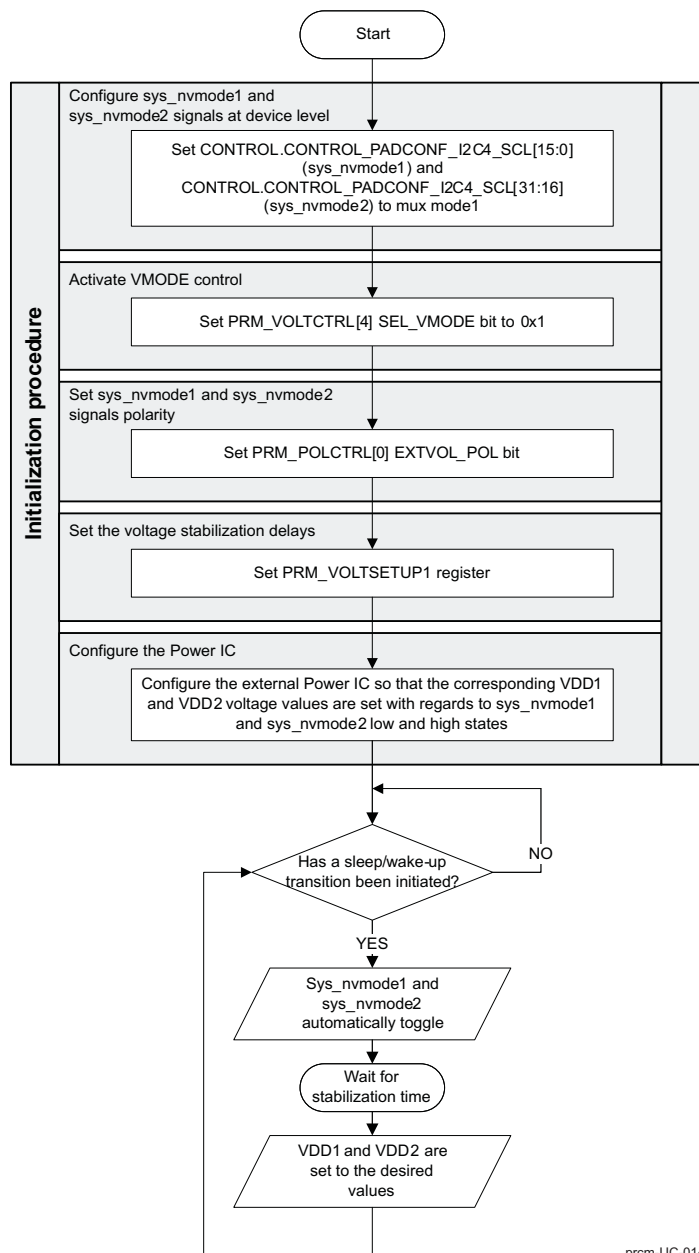 Start
Initialization procedure
Configure sys_nvmode1 and
sys_nvmode2 signals at device level
Set CONTROL.CONTROL_PADCONF_I2C4_SCL[15:0]
(sys_nvmode1) and
CONTROL.CONTROL_PADCONF_I2C4_SCL[31:16]
(sys_nvmode2) to mux mode1
Activate VMODE control
Set PRM_VOLTCTRL[4] SEL_VMODE bit to 0x1
Set sys_nvmode1 and sys_nvmode2
signals polarity
Set PRM_POLCTRL[0] EXTVOL_POL bit
Set the voltage stabilization delays
Set PRM_VOLTSETUP1 register
Configure the Power IC
Configure the external Power IC so that the corresponding VDD1
and VDD2 voltage values are set with regards to sys_nvmode1
and sys_nvmode2 low and high states
Has a sleep/wake-up
transition been initiated?
NO
YES
Sys_nvmode1 and
sys_nvmode2
automatically toggle
Wait for
stabilization time
VDD1 and VDD2 are
set to the desired
values